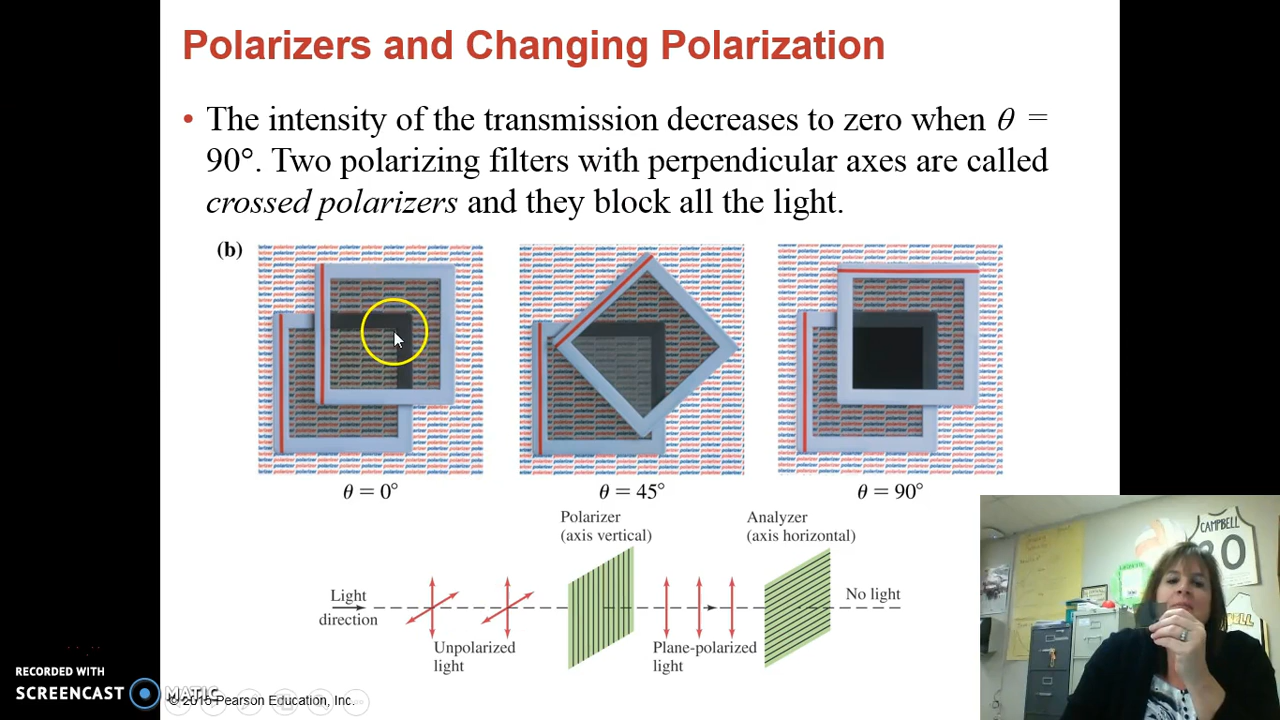 Polarizers and Changing Polarization
• The intensity of the transmission decreases to zero when θ =
90°. Two polarizing filters with perpendicular axes are called
crossed polarizers and they block all the light.
(b)
θ = 0°
θ = 45°
θ = 90°
Polarizer
(axis vertical)
Analyzer
(axis horizontal)
Light
direction
Unpolarized
light
Plane-polarized
light
No light
CAMPBELL
30
RECORDED WITH
SCREENCAST MATIC
Pearson Education, Inc.